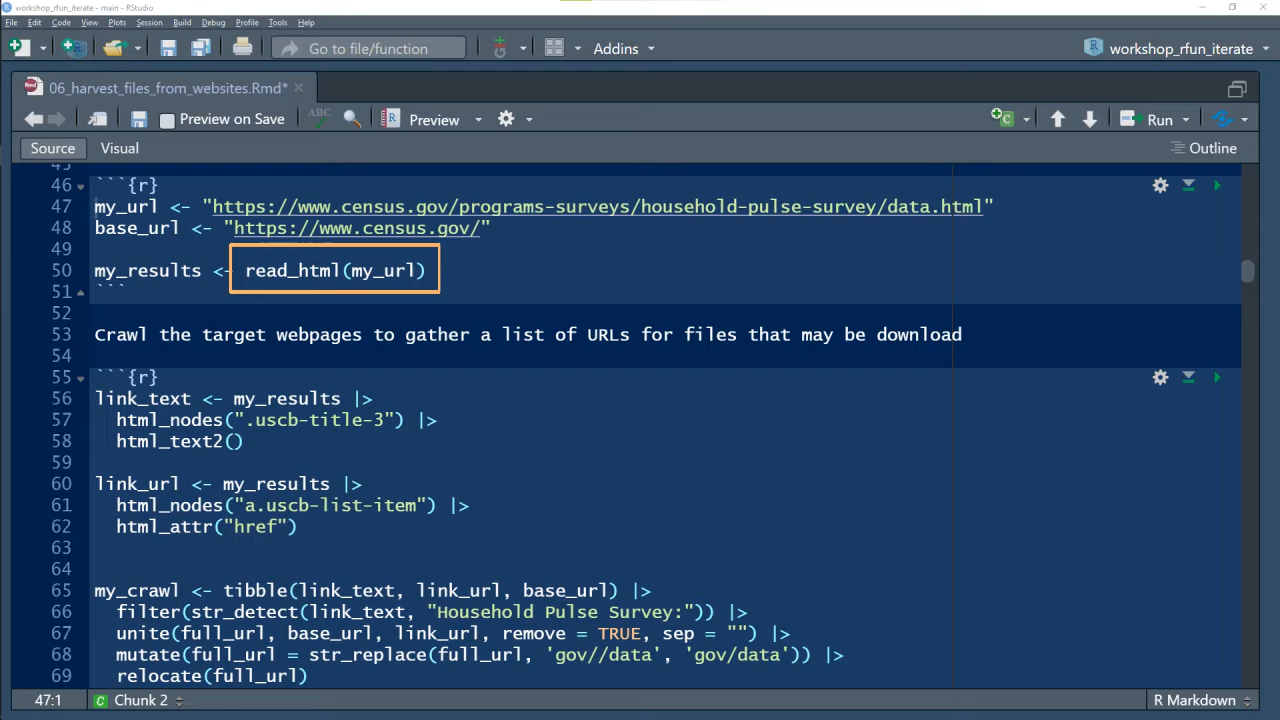 workshop_rfun_iterate - main - RStudio
File Edit Code View Plots Session Build Debug Profile Tools Help
Go to file/function Addins workshop_rfun_iterate
06_harvest_files_from_websites.Rmd*
Preview on Save ABC Preview Run
Source Visual Outline
45
46 ```{r}
47 my_url <- "https://www.census.gov/programs-surveys/household-pulse-survey/data.html"
48 base_url <- "https://www.census.gov/"
49
50 my_results <- read_html(my_url)
51 ```
52
53 Crawl the target webpages to gather a list of URLs for files that may be download
54
55 ```{r}
56 link_text <- my_results |>
57   html_nodes(".uscb-title-3") |>
58   html_text2()
59
60 link_url <- my_results |>
61   html_nodes("a.uscb-list-item") |>
62   html_attr("href")
63
64
65 my_crawl <- tibble(link_text, link_url, base_url) |>
66   filter(str_detect(link_text, "Household Pulse Survey:")) |>
67   unite(full_url, base_url, link_url, remove = TRUE, sep = "") |>
68   mutate(full_url = str_replace(full_url, 'gov//data', 'gov/data')) |>
69   relocate(full_url)
47:1 C Chunk 2 R Markdown